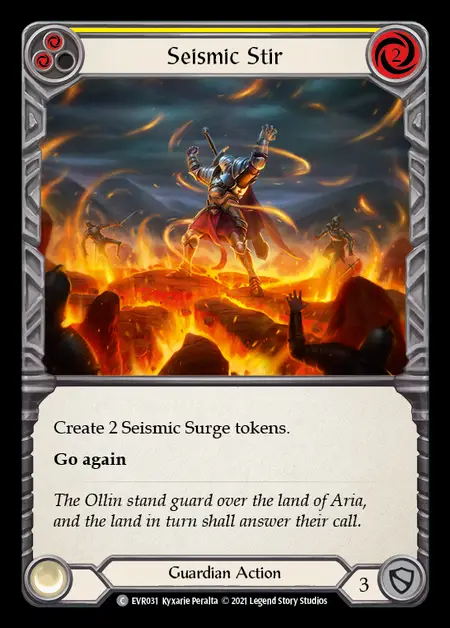 Seismic Stir
2
Create 2 Seismic Surge tokens.
Go again
The Ollin stand guard over the land of Aria,
and the land in turn shall answer their call.
Guardian Action
3
C EVR031 Kyxarie Peralta © 2021 Legend Story Studios